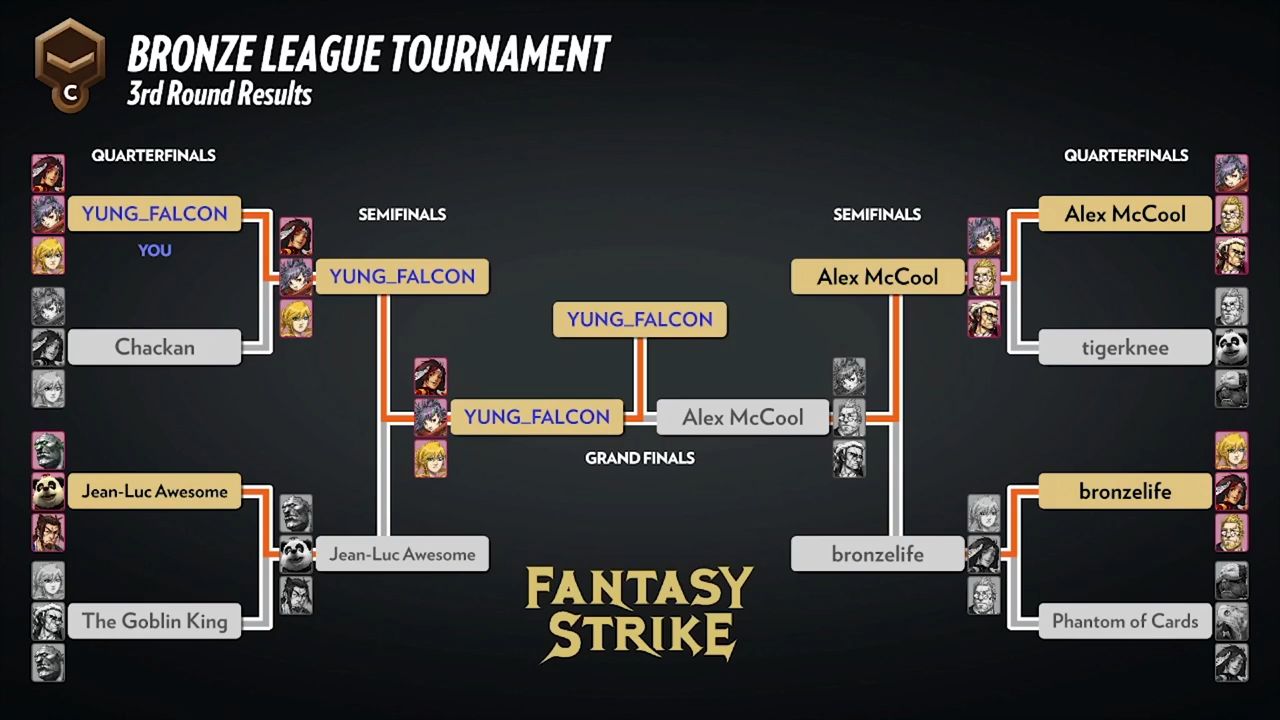 BRONZE LEAGUE TOURNAMENT
3rd Round Results
C
QUARTERFINALS
QUARTERFINALS
YUNG_FALCON
YOU
SEMIFINALS
SEMIFINALS
Alex McCool
YUNG_FALCON
Alex McCool
YUNG_FALCON
Chackan
tigerknee
YUNG_FALCON
Alex McCool
GRAND FINALS
Jean-Luc Awesome
bronzelife
Jean-Luc Awesome
bronzelife
The Goblin King
Phantom of Cards
FANTASY
STRIKE